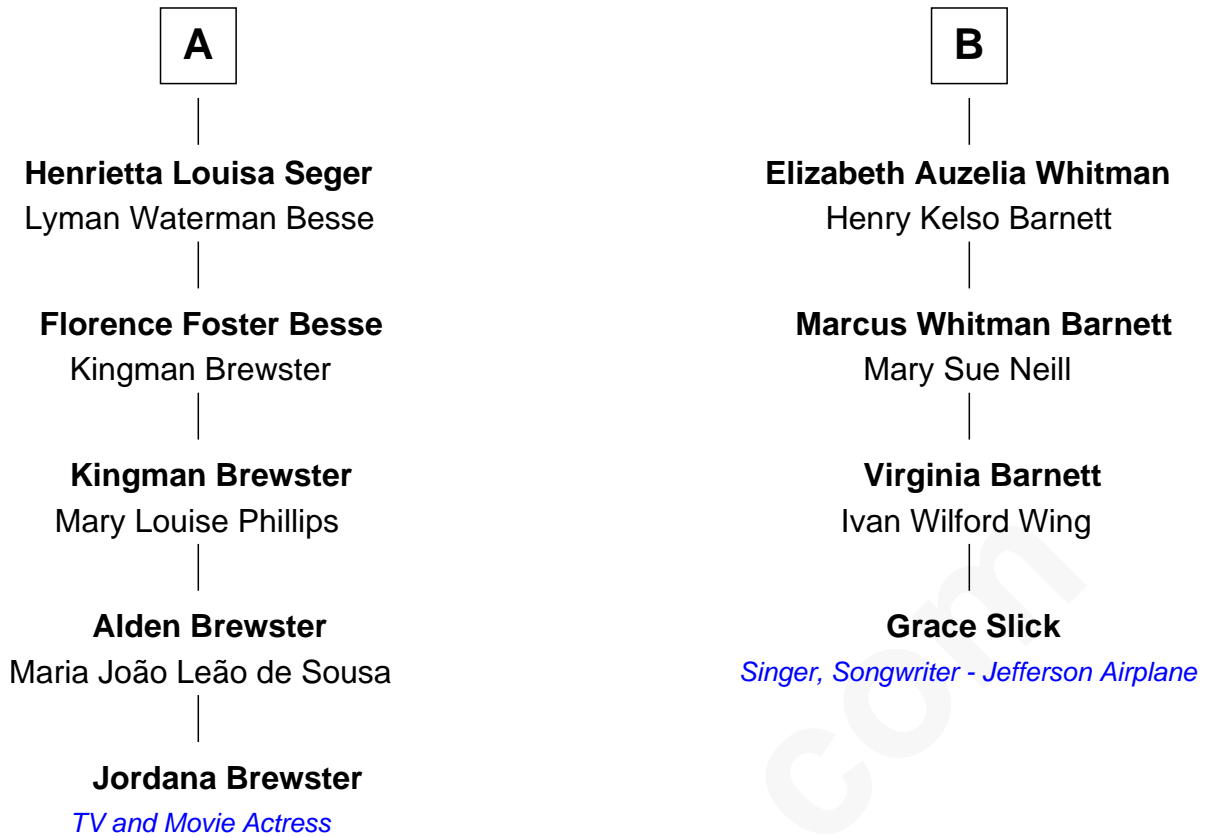 A
Henrietta Louisa Seger
Lyman Waterman Besse
Florence Foster Besse
Kingman Brewster
Kingman Brewster
Mary Louise Phillips
Alden Brewster
Maria João Leão de Sousa
Jordana Brewster
TV and Movie Actress
B
Elizabeth Auzelia Whitman
Henry Kelso Barnett
Marcus Whitman Barnett
Mary Sue Neill
Virginia Barnett
Ivan Wilford Wing
Grace Slick
Singer, Songwriter - Jefferson Airplane
com